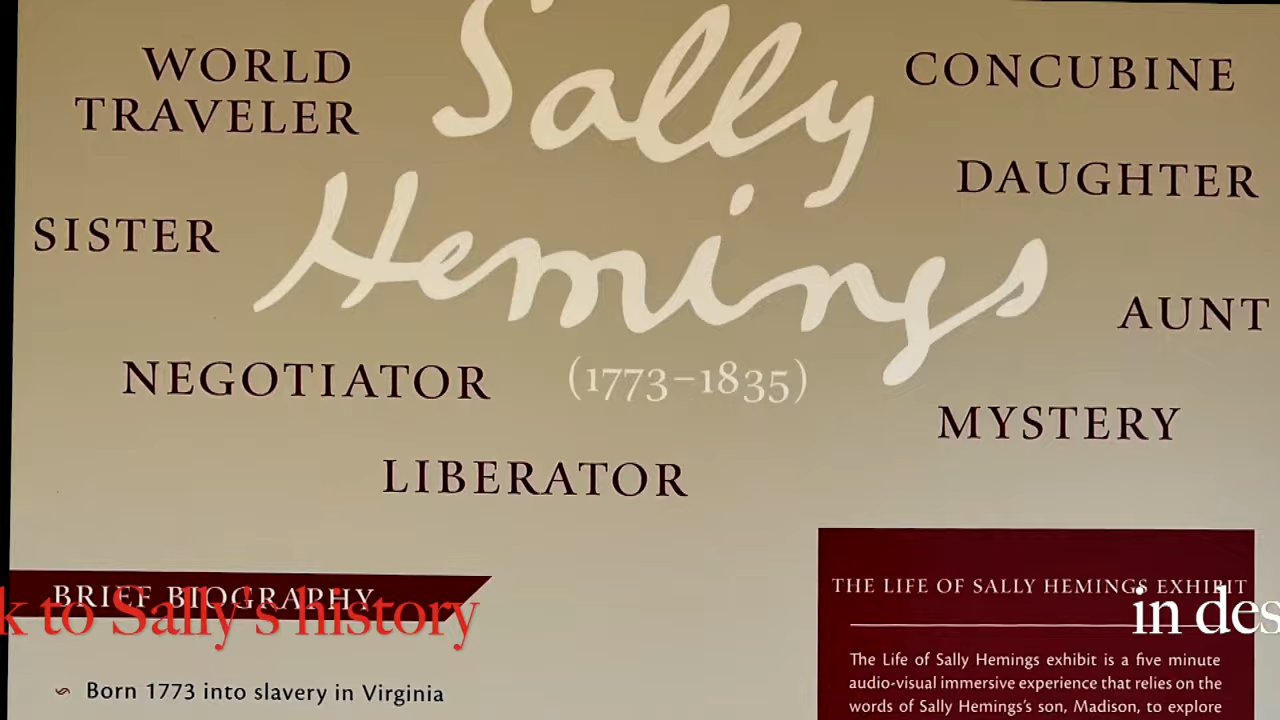 Sally
Hemings
(1773–1835)
WORLD
TRAVELER
SISTER
NEGOTIATOR
LIBERATOR
CONCUBINE
DAUGHTER
AUNT
MYSTERY
BRIEF BIOGRAPHY
k to Sally's history
Born 1773 into slavery in Virginia
THE LIFE OF SALLY HEMINGS EXHIBIT
in des
The Life of Sally Hemings exhibit is a five minute
audio-visual immersive experience that relies on the
words of Sally Hemings's son, Madison, to explore